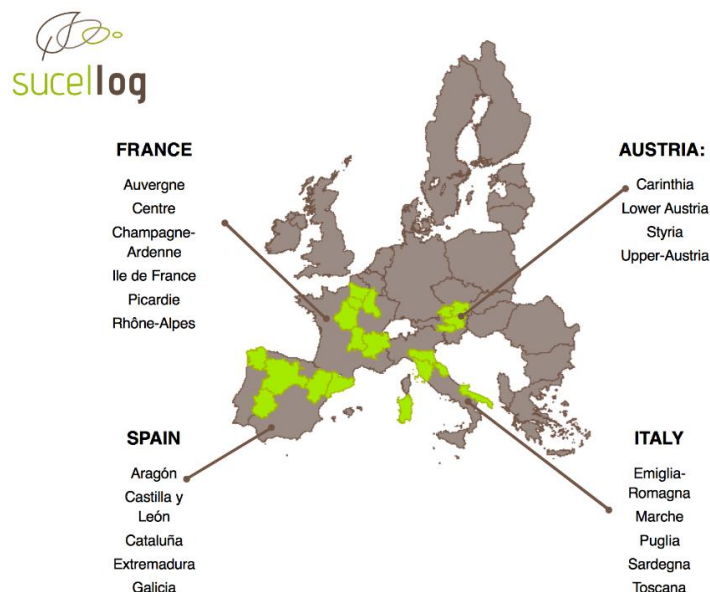 sucellog
FRANCE
Auvergne
Centre
Champagne-
Ardenne
Ile de France
Picardie
Rhône-Alpes
AUSTRIA:
Carinthia
Lower Austria
Styria
Upper-Austria
SPAIN
Aragón
Castilla y
León
Cataluña
Extremadura
Galicia
ITALY
Emiglia-
Romagna
Marche
Puglia
Sardegna
Toscana